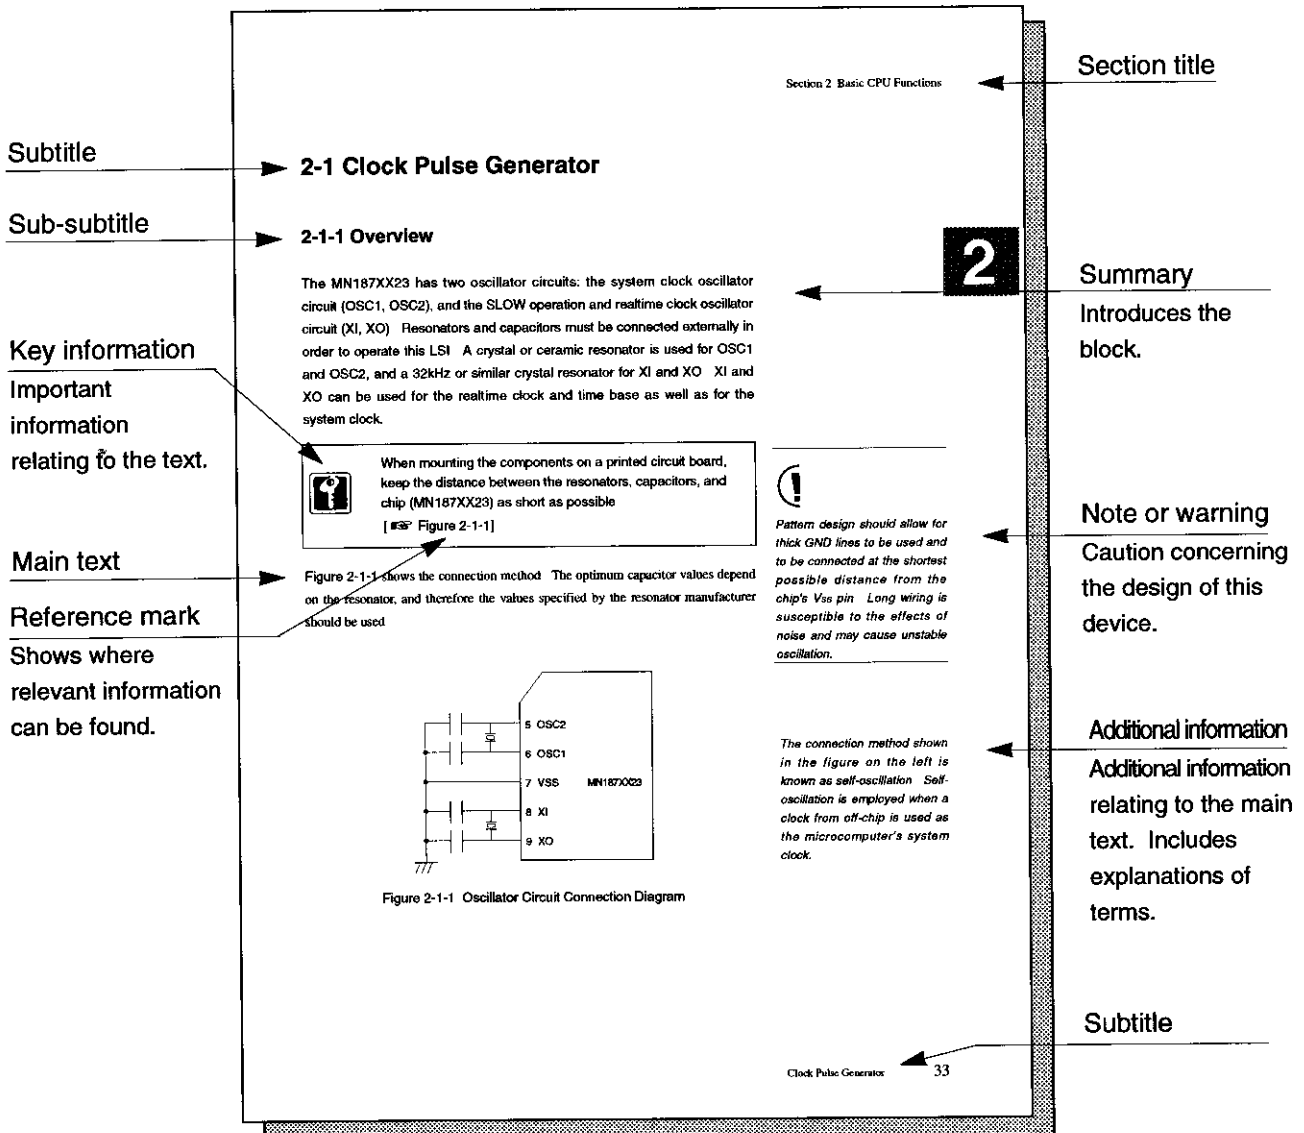 Section 2  Basic CPU Functions
Section title
Subtitle
2-1 Clock Pulse Generator
Sub-subtitle
2-1-1 Overview
2
The MN187XX23 has two oscillator circuits: the system clock oscillator
circuit (OSC1, OSC2), and the SLOW operation and realtime clock oscillator
circuit (XI, XO)   Resonators and capacitors must be connected externally in
order to operate this LSI   A crystal or ceramic resonator is used for OSC1
and OSC2, and a 32kHz or similar crystal resonator for XI and XO   XI and
XO can be used for the realtime clock and time base as well as for the
system clock.
Summary
Introduces the
block.
Key information
Important
information
relating to the text.
When mounting the components on a printed circuit board,
keep the distance between the resonators, capacitors, and
chip (MN187XX23) as short as possible
[ ☞ Figure 2-1-1]
Pattern design should allow for
thick GND lines to be used and
to be connected at the shortest
possible distance from the
chip's Vss pin   Long wiring is
susceptible to the effects of
noise and may cause unstable
oscillation.
Note or warning
Caution concerning
the design of this
device.
Main text
Figure 2-1-1 shows the connection method   The optimum capacitor values depend
on the resonator, and therefore the values specified by the resonator manufacturer
should be used
Reference mark
Shows where
relevant information
can be found.
5 OSC2
6 OSC1
7 VSS
MN187XX23
8 XI
9 XO
Figure 2-1-1  Oscillator Circuit Connection Diagram
The connection method shown
in the figure on the left is
known as self-oscillation   Self-
oscillation is employed when a
clock from off-chip is used as
the microcomputer's system
clock.
Additional information
Additional information
relating to the main
text.  Includes
explanations of
terms.
Subtitle
Clock Pulse Generator
33